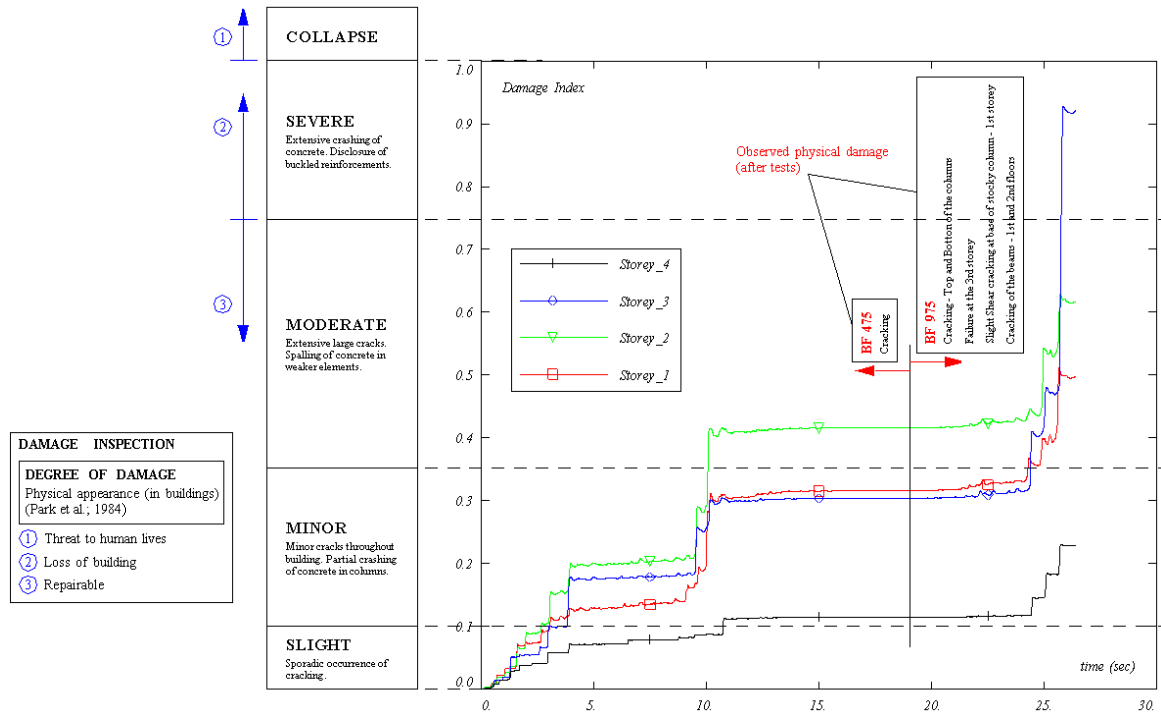 1
COLLAPSE
2
SEVERE
Extensive crashing of
concrete. Disclosure of
buckled reinforcements.
3
MODERATE
Extensive large cracks.
Spalling of concrete in
weaker elements.
MINOR
Minor cracks throughout
building. Partial crashing
of concrete in columns.
SLIGHT
Sporadic occurrence of
cracking.
DAMAGE INSPECTION
DEGREE OF DAMAGE
Physical appearance (in buildings)
(Park et al.; 1984)
1 Threat to human lives
2 Loss of building
3 Repairable
Damage Index
1.0
0.9
0.8
0.7
0.6
0.5
0.4
0.3
0.2
0.1
0.0
0.
5.
10.
15.
20.
25.
30.
time (sec)
Storey_4
Storey_3
Storey_2
Storey_1
Observed physical damage
(after tests)
BF 475
Cracking
BF 975
Cracking - Top and Bottom of the columns
Failure at the 3rd storey
Slight Shear cracking at base of stocky column - 1st storey
Cracking of the beams - 1st and 2nd floors